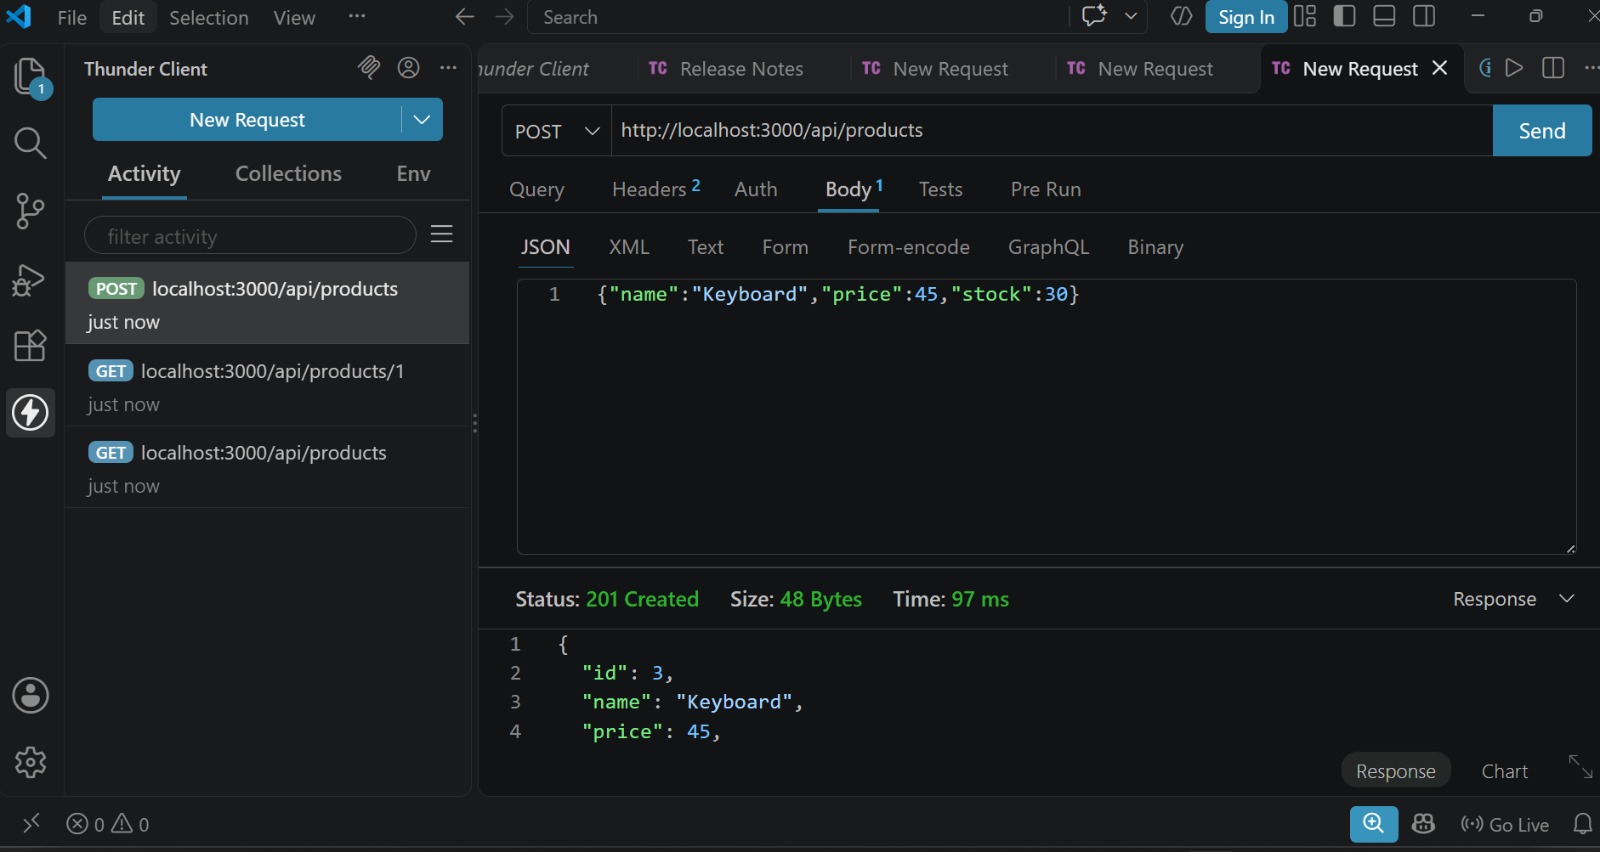 File Edit Selection View ··· Search Sign In
Thunder Client
New Request
Activity Collections Env
filter activity
POST localhost:3000/api/products
just now
GET localhost:3000/api/products/1
just now
GET localhost:3000/api/products
just now
under Client TC Release Notes TC New Request TC New Request TC New Request
POST http://localhost:3000/api/products Send
Query Headers 2 Auth Body 1 Tests Pre Run
JSON XML Text Form Form-encode GraphQL Binary
1 {"name":"Keyboard","price":45,"stock":30}
Status: 201 Created Size: 48 Bytes Time: 97 ms Response
1 {
2 "id": 3,
3 "name": "Keyboard",
4 "price": 45,
Response Chart
0 0 Go Live
1